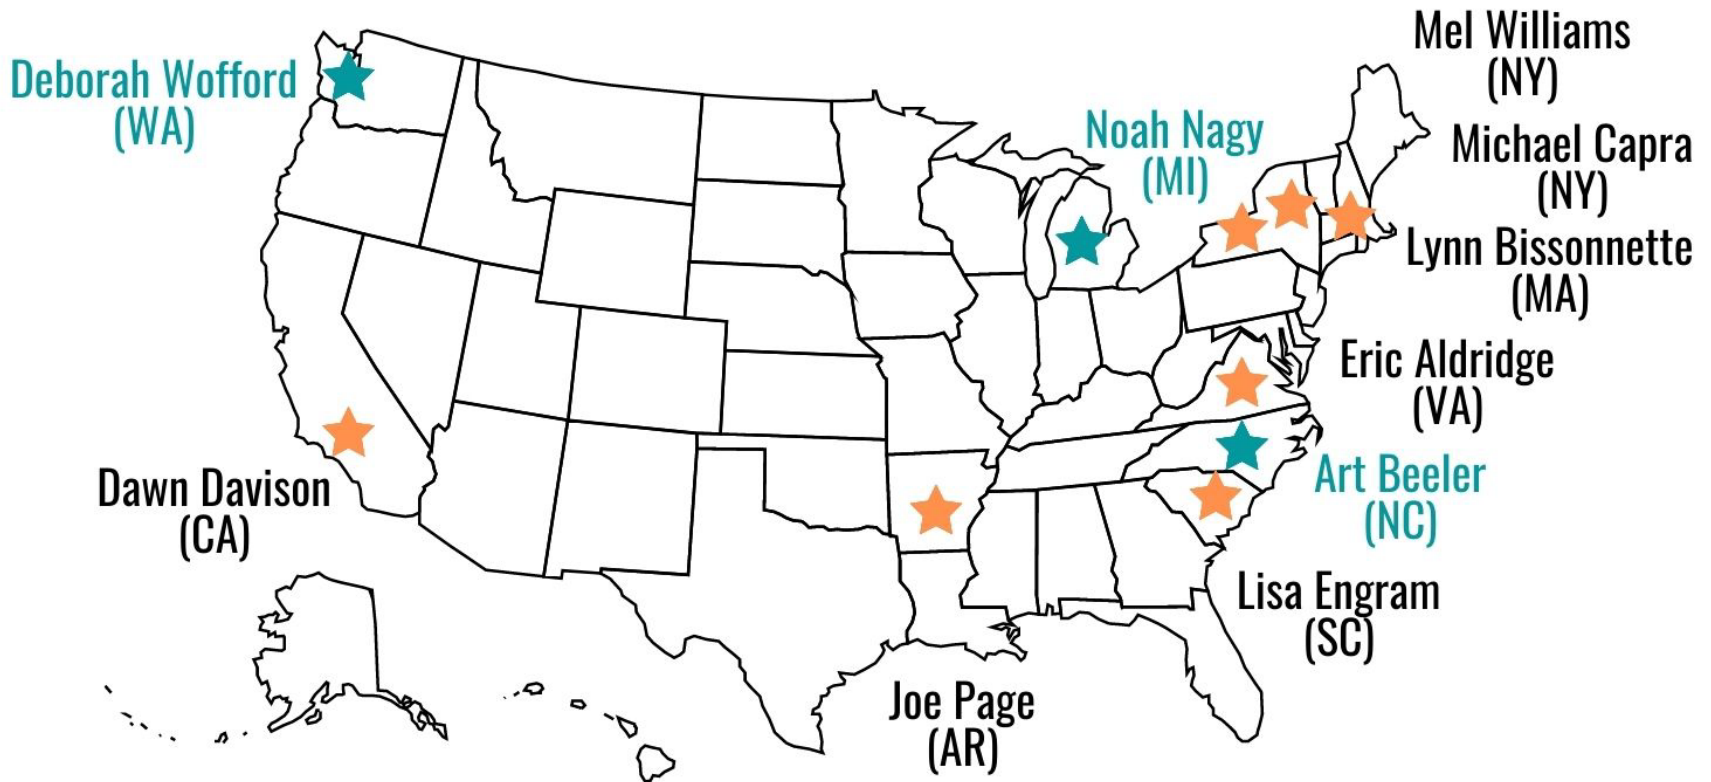 Mel Williams
(NY)
Deborah Wofford
(WA)
Noah Nagy
(MI)
Michael Capra
(NY)
Lynn Bissonnette
(MA)
Eric Aldridge
(VA)
Dawn Davison
(CA)
Art Beeler
(NC)
Lisa Engram
(SC)
Joe Page
(AR)